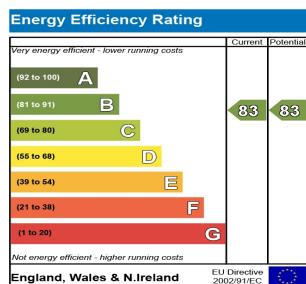 Energy Efficiency Rating
Current Potential
Very energy efficient - lower running costs
(92 to 100) A
(81 to 91) B
83 83
(69 to 80) C
(55 to 68) D
(39 to 54) E
(21 to 38) F
(1 to 20) G
Not energy efficient - higher running costs
England, Wales & N.Ireland
EU Directive
2002/91/EC